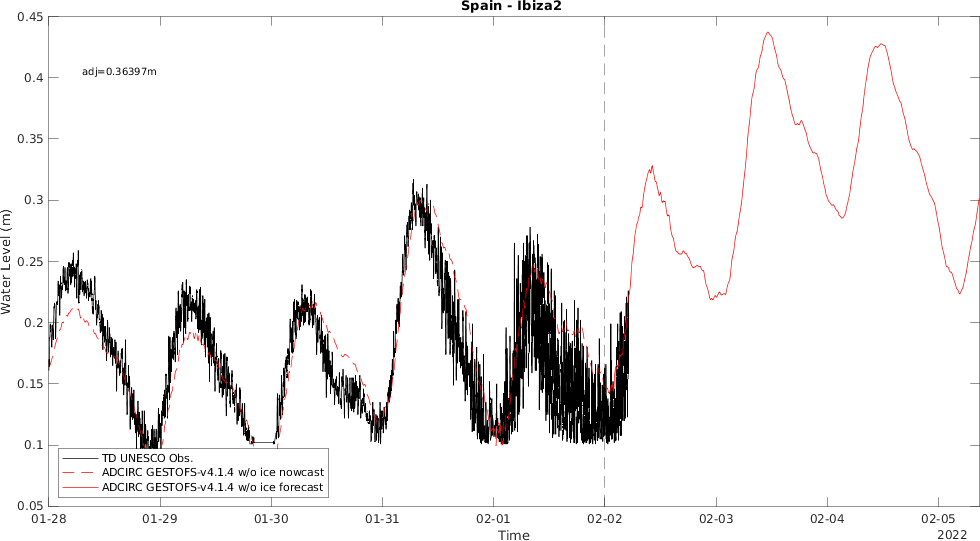 Spain - Ibiza2
adj=0.36397m
Water Level (m)
0.45
0.4
0.35
0.3
0.25
0.2
0.15
0.1
0.05
TD UNESCO Obs.
ADCIRC GESTOFS-v4.1.4 w/o ice nowcast
ADCIRC GESTOFS-v4.1.4 w/o ice forecast
01-28 01-29 01-30 01-31 02-01 02-02 02-03 02-04 02-05
Time
2022